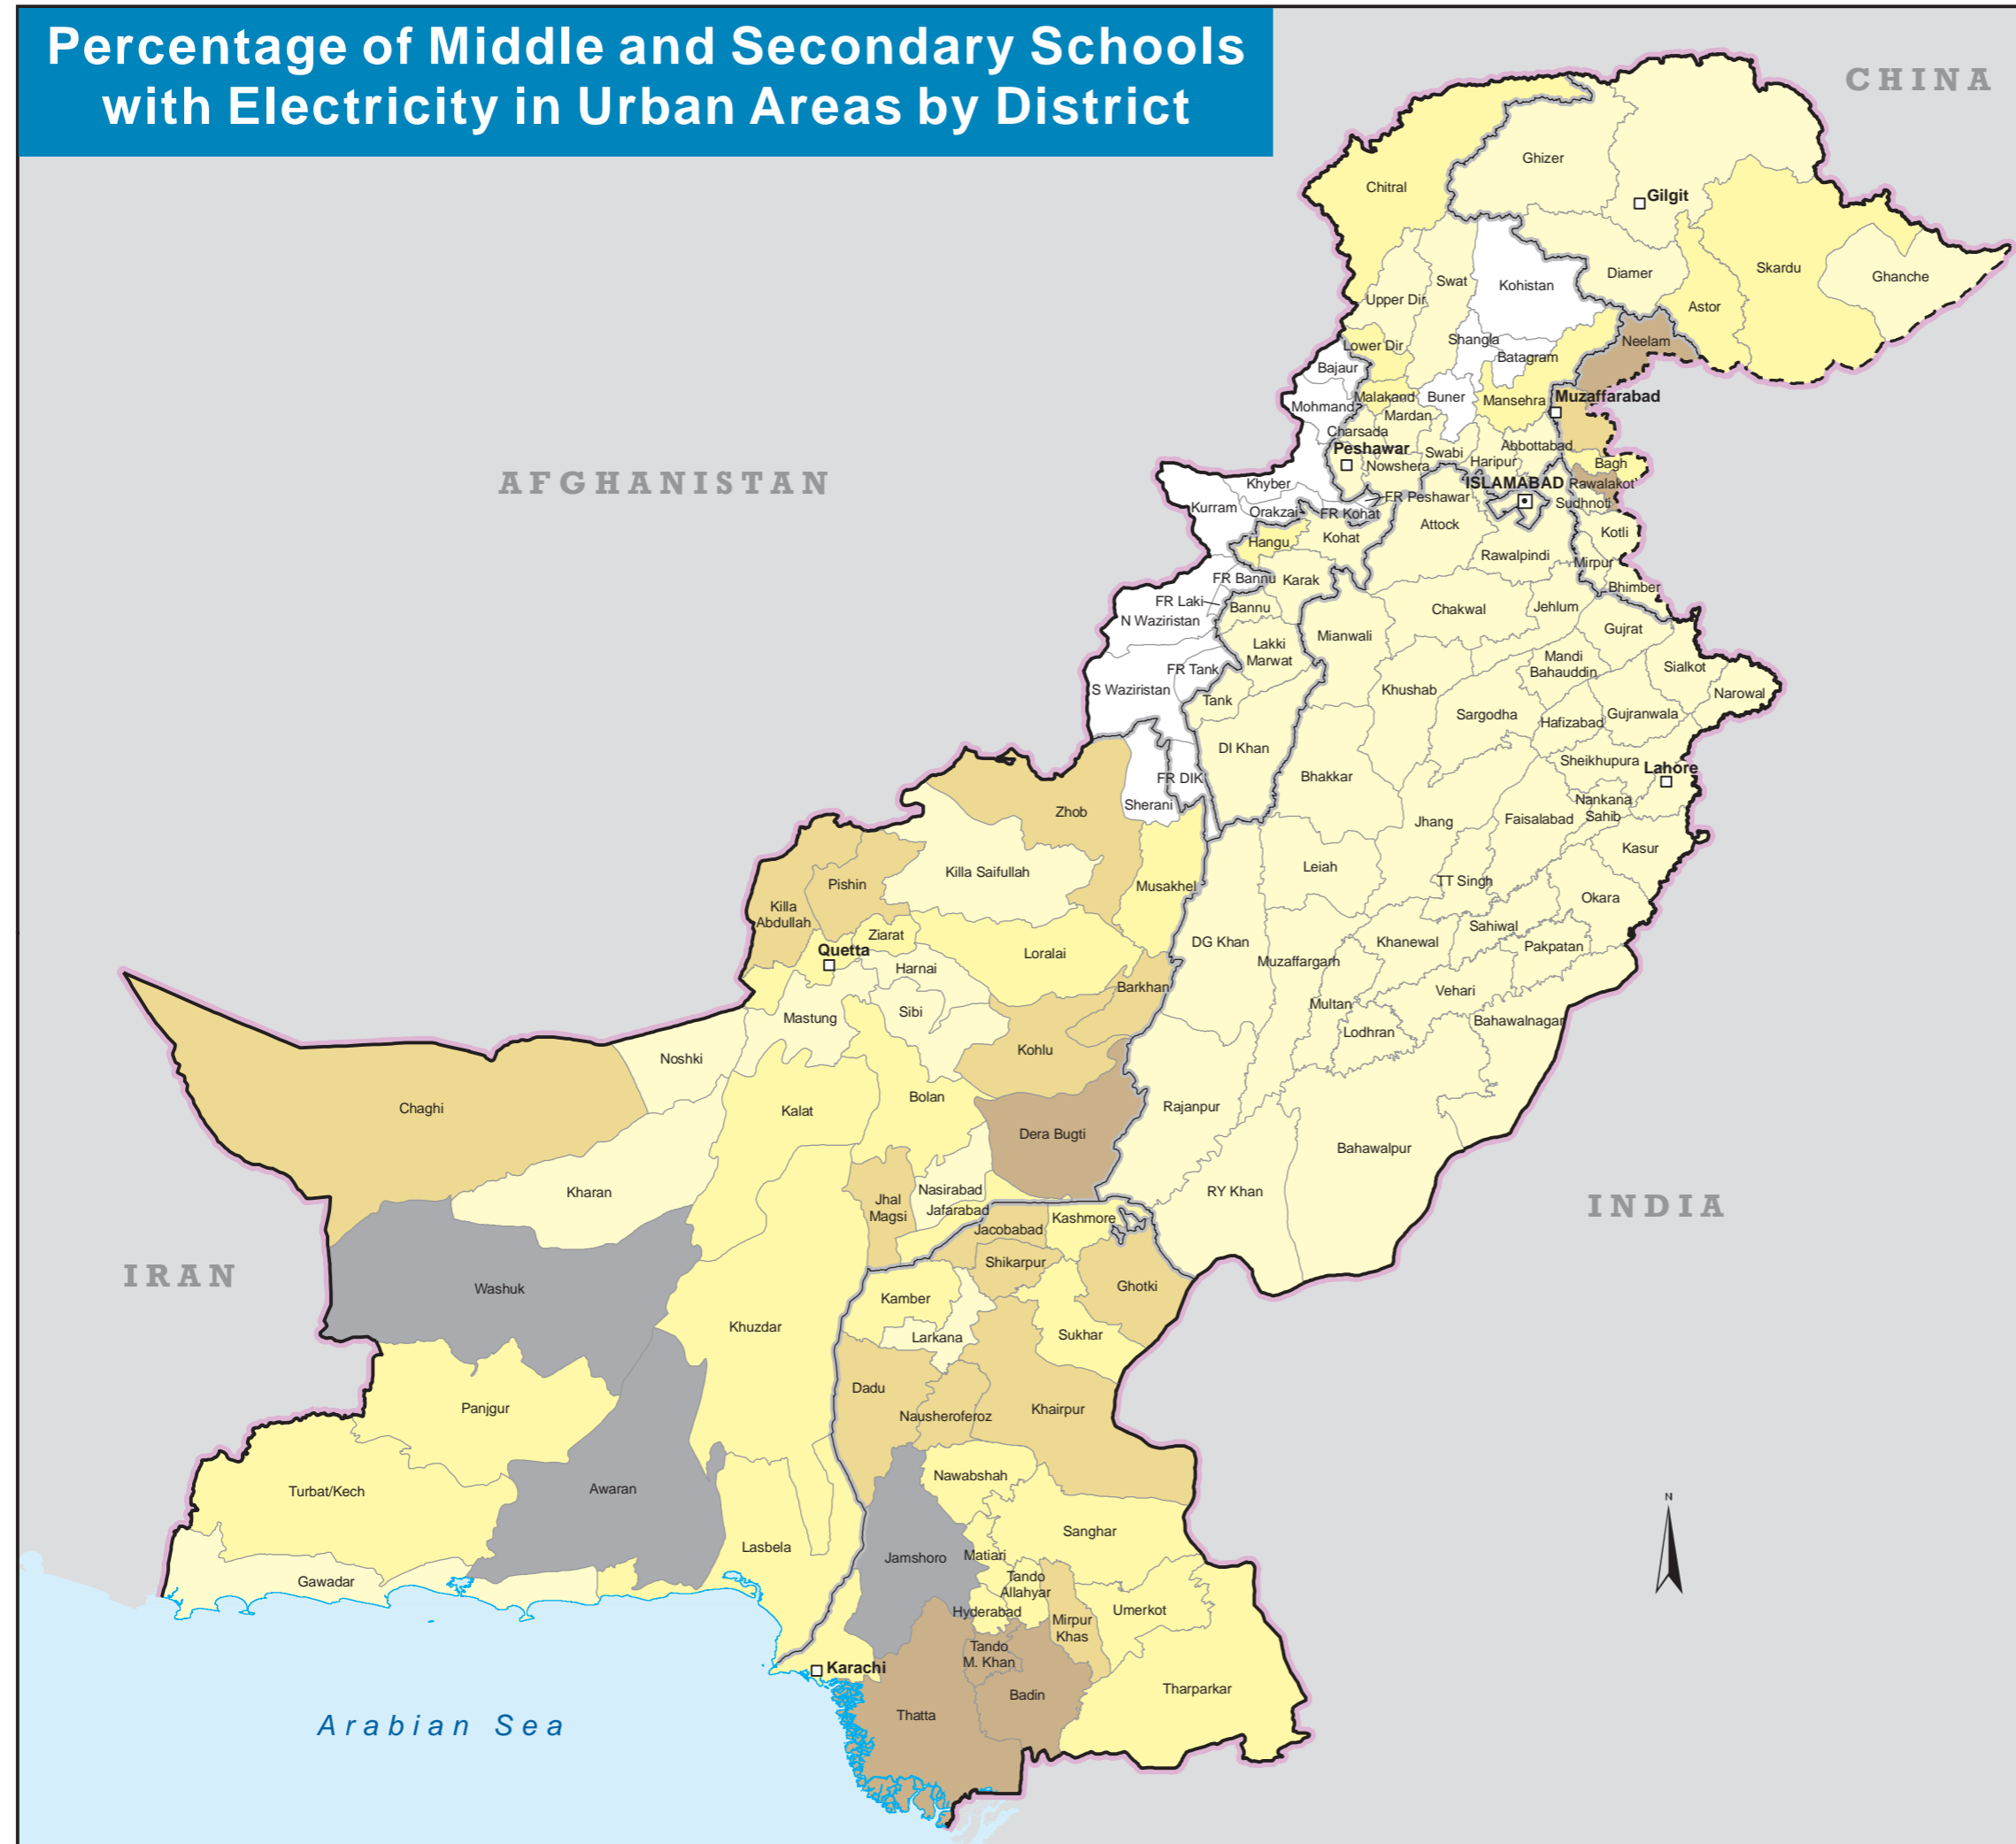 Percentage of Middle and Secondary Schools
with Electricity in Urban Areas by District
CHINA
Ghizer
Chitral
Gilgit
Skardu
Diamer
Ghanche
Swat
Kohistan
Upper Dir
Astor
Shangla
Neelam
Lower Dir
Batagram
Bajaur
Malakand
Buner
Mansehra
Muzaffarabad
Mohmand
Mardan
Charsada
Abbottabad
Peshawar
Swabi
Haripur
Bagh
Nowshera
AFGHANISTAN
Khyber
ISLAMABAD
Rawalakot
FR Peshawar
Sudhnoti
Kurram
Orakzai
FR Kohat
Attock
Kotli
Hangu
Kohat
Rawalpindi
Mirpur
FR Bannu
Karak
Bhimber
FR Laki
Bannu
Chakwal
Jehlum
N Waziristan
Mianwali
Gujrat
Lakki
Marwat
Mandi
Bahauddin
Sialkot
FR Tank
S Waziristan
Khushab
Narowal
Tank
Sargodha
Hafizabad
Gujranwala
DI Khan
Sheikhupura
Lahore
FR DIK
Bhakkar
Sherani
Zhob
Nankana
Sahib
Jhang
Faisalabad
Kasur
Killa Saifullah
Leiah
Pishin
Musakhel
TT Singh
Okara
Killa
Abdullah
Ziarat
Sahiwal
DG Khan
Khanewal
Pakpatan
Quetta
Loralai
Muzaffargarh
Harnai
Barkhan
Vehari
Sibi
Multan
Mastung
Bahawalnagar
Lodhran
Kohlu
Noshki
Bolan
Chaghi
Kalat
Rajanpur
Dera Bugti
Bahawalpur
Kharan
Nasirabad
RY Khan
Jhal
Magsi
Jafarabad
Kashmore
INDIA
Jacobabad
Shikarpur
IRAN
Washuk
Ghotki
Kamber
Khuzdar
Larkana
Sukhar
Dadu
Panjgur
Nausheroferoz
Khairpur
Nawabshah
Turbat/Kech
Awaran
N
Sanghar
Lasbela
Jamshoro
Matiari
Gawadar
Tando
Allahyar
Hyderabad
Umerkot
Mirpur
Khas
Tando
M. Khan
Karachi
Badin
Tharparkar
Thatta
Arabian Sea